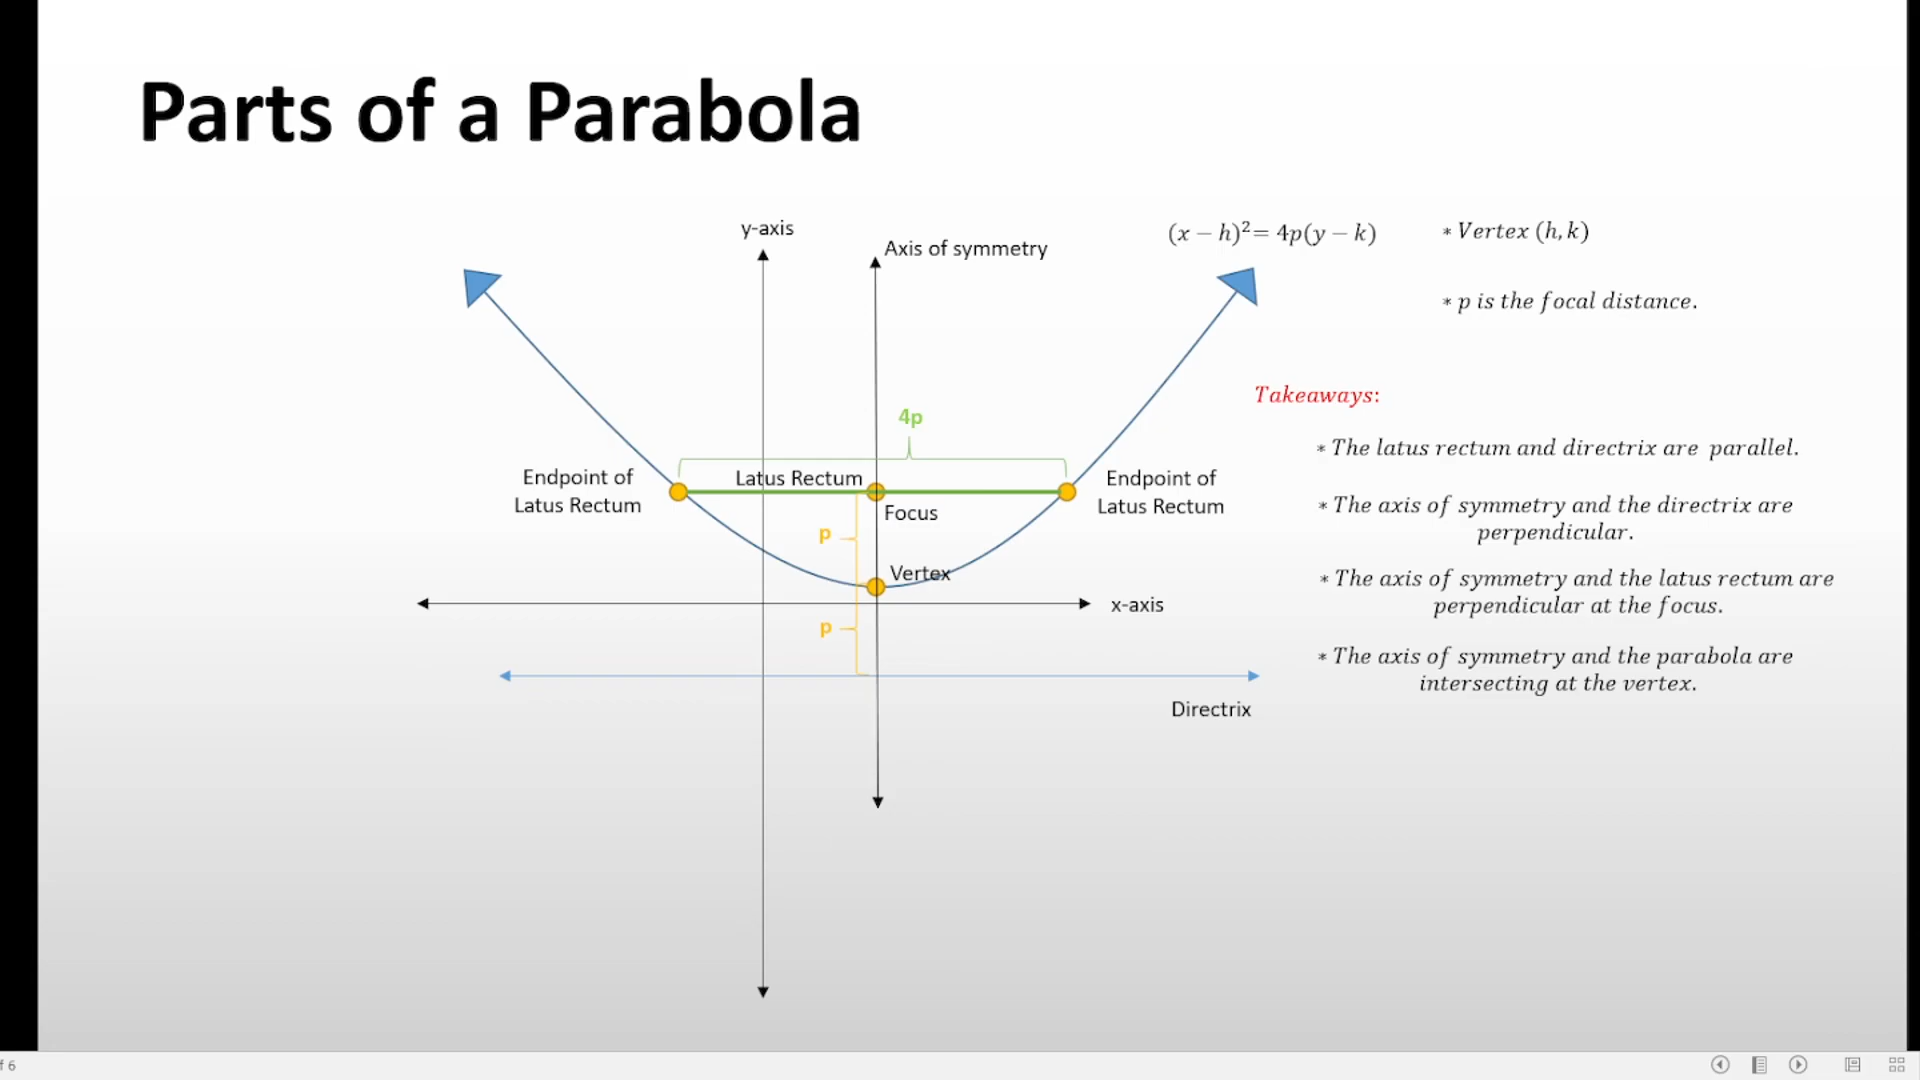 Parts of a Parabola
y-axis
Axis of symmetry
(x − h)²= 4p(y − k)
* Vertex (h, k)
* p is the focal distance.
Takeaways:
4p
* The latus rectum and directrix are parallel.
Endpoint of
Latus Rectum
Latus Rectum
Endpoint of
Latus Rectum
Focus
* The axis of symmetry and the directrix are
perpendicular.
p
Vertex
* The axis of symmetry and the latus rectum are
perpendicular at the focus.
x-axis
p
* The axis of symmetry and the parabola are
intersecting at the vertex.
Directrix
f 6